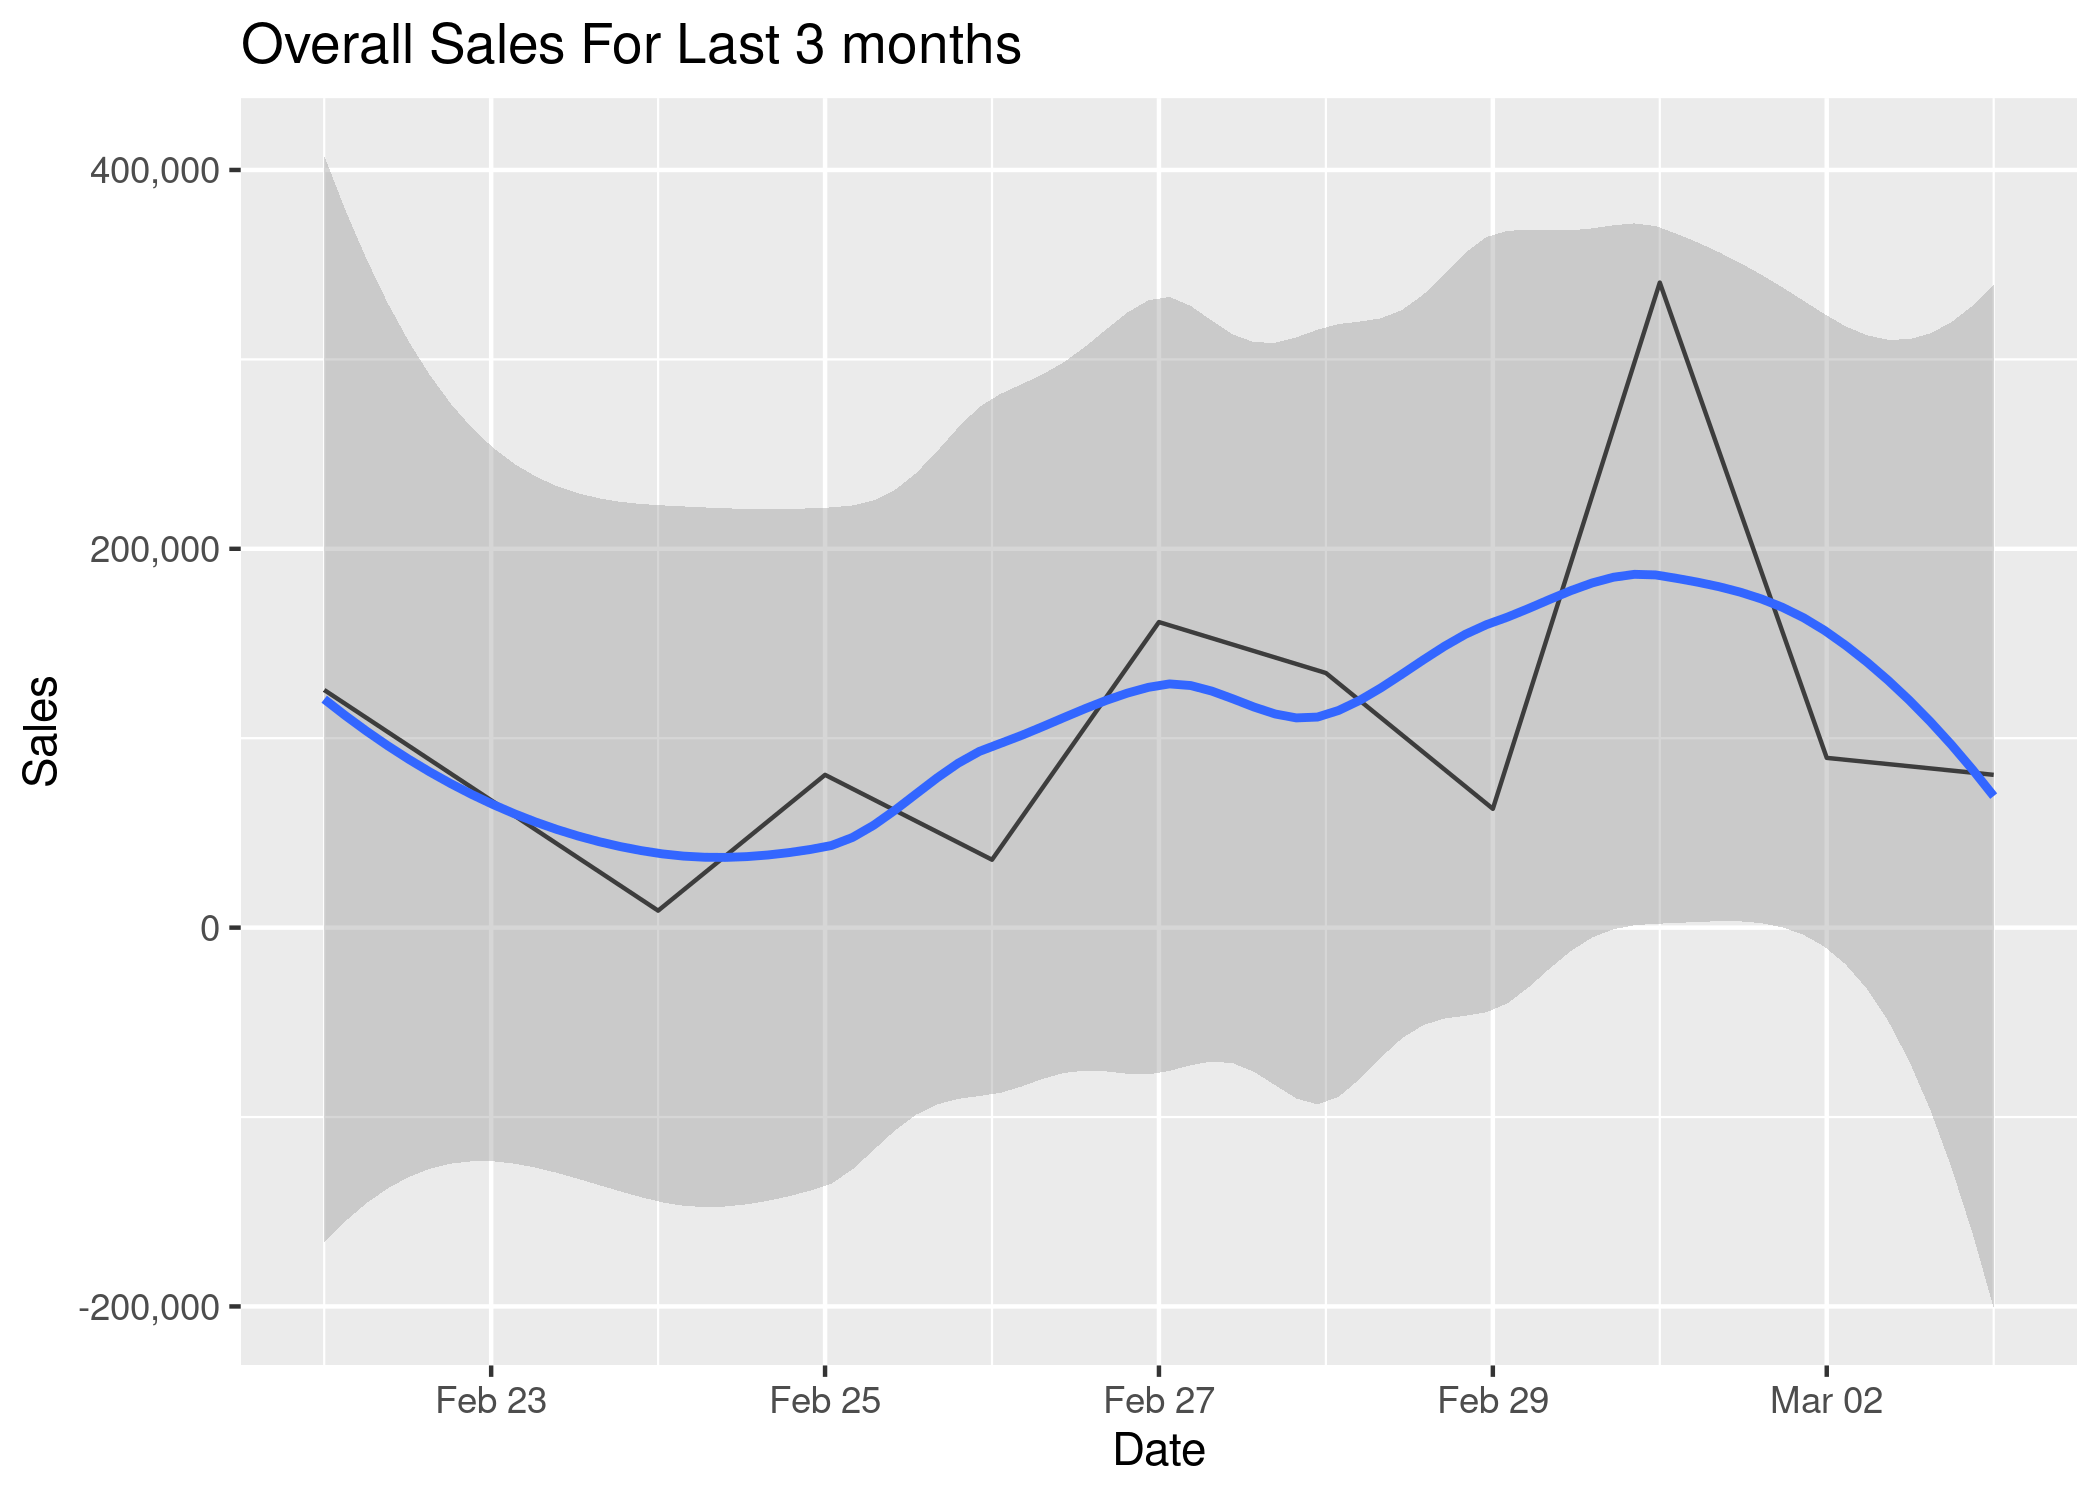 Overall Sales For Last 3 months
400,000
200,000
0
-200,000
Sales
Feb 23
Feb 25
Feb 27
Feb 29
Mar 02
Date